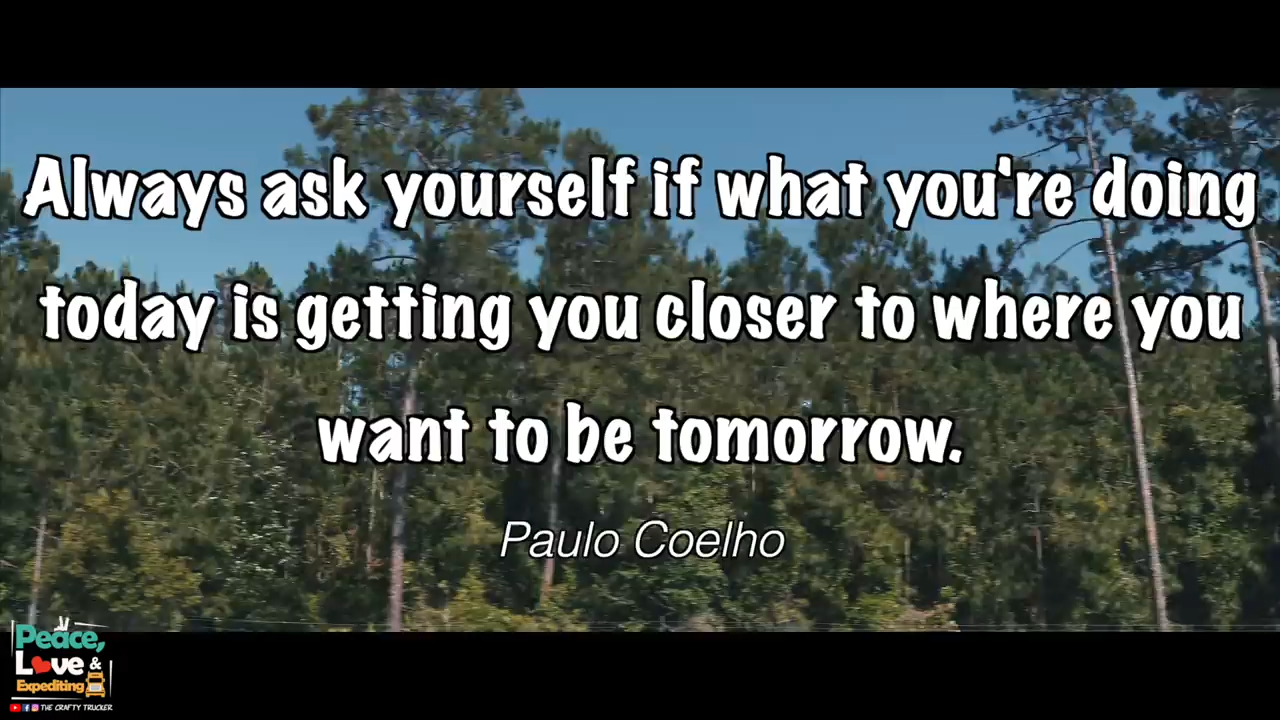 Always ask yourself if what you're doing
today is getting you closer to where you
want to be tomorrow.
Paulo Coelho
Peace,
Love &
Expediting
THE CRAFTY TRUCKER